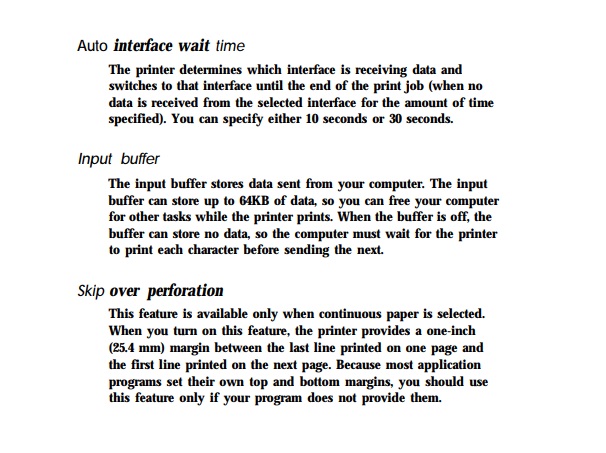 Auto interface wait time
The printer determines which interface is receiving data and
switches to that interface until the end of the print job (when no
data is received from the selected interface for the amount of time
specified). You can specify either 10 seconds or 30 seconds.
Input buffer
The input buffer stores data sent from your computer. The input
buffer can store up to 64KB of data, so you can free your computer
for other tasks while the printer prints. When the buffer is off, the
buffer can store no data, so the computer must wait for the printer
to print each character before sending the next.
Skip over perforation
This feature is available only when continuous paper is selected.
When you turn on this feature, the printer provides a one-inch
(25.4 mm) margin between the last line printed on one page and
the first line printed on the next page. Because most application
programs set their own top and bottom margins, you should use
this feature only if your program does not provide them.